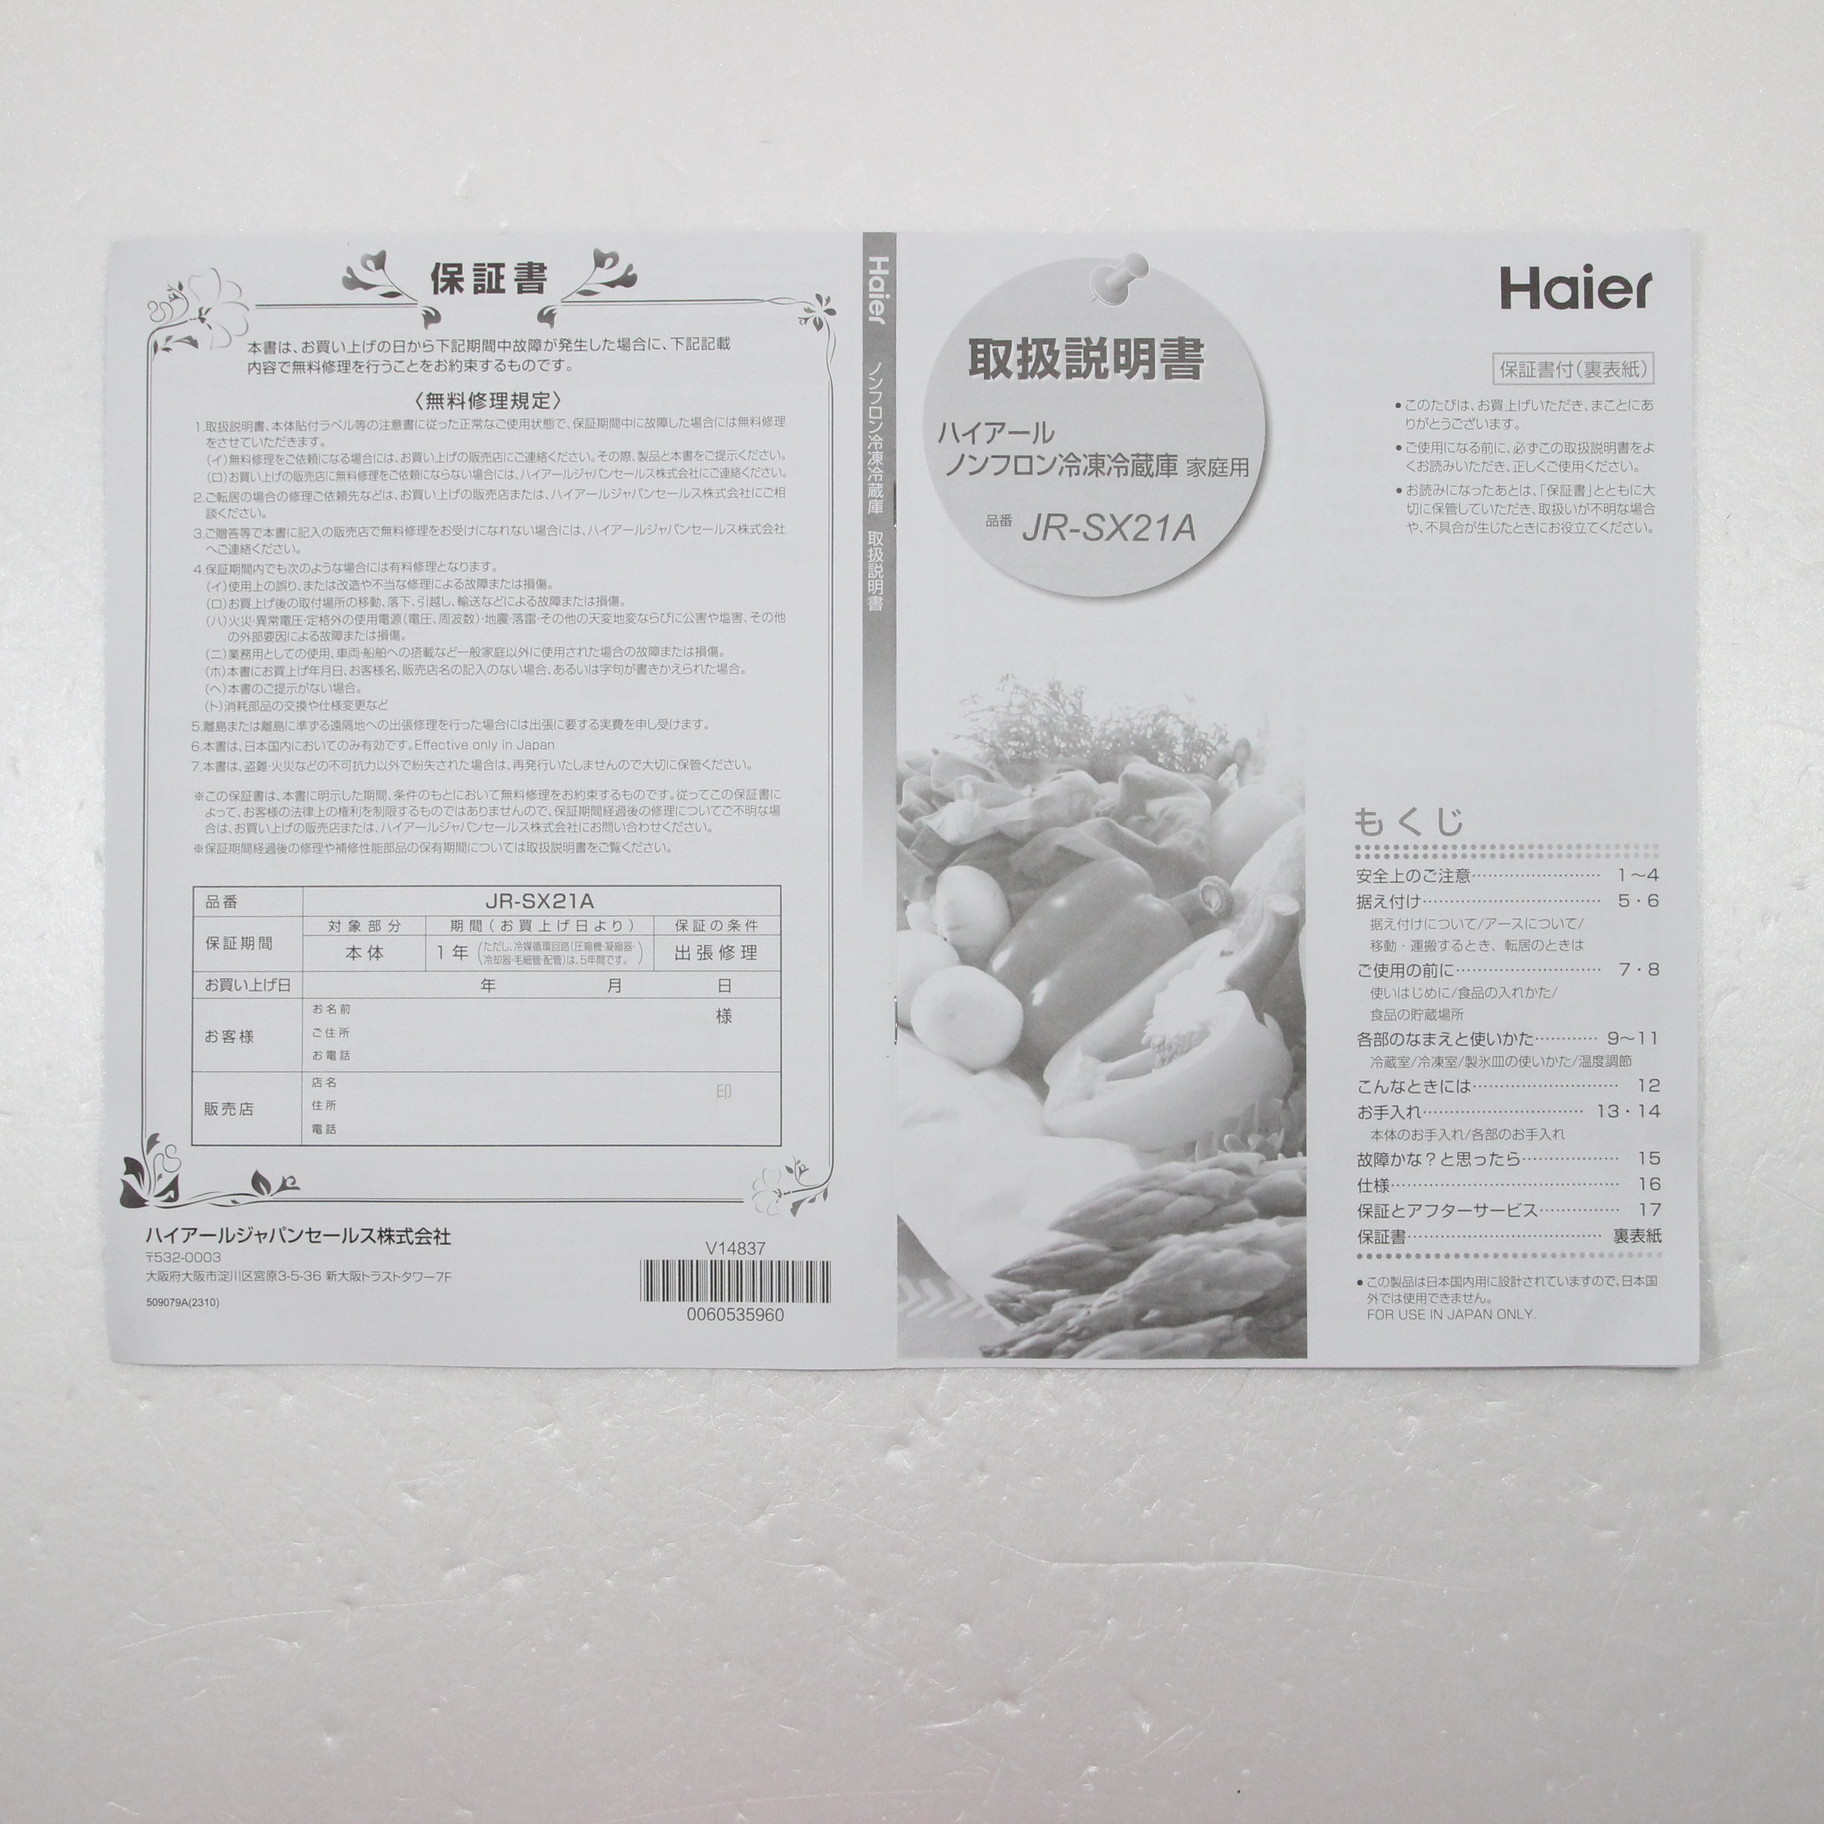 保証書
本書は、お買い上げの日から下記期間中故障が発生した場合に、下記記載
内容で無料修理を行うことをお約束するものです。
〈無料修理規定〉
1.取扱説明書、本体貼付ラベル等の注意書に従った正常なご使用状態で、保証期間中に故障した場合には無料修理
をさせていただきます。
(イ)無料修理をご依頼になる場合には、お買い上げの販売店にご連絡ください。その際、製品と本書をご提示ください。
(ロ)お買い上げの販売店に無料修理をご依頼にならない場合には、ハイアールジャパンセールス株式会社にご連絡ください。
2.ご転居の場合の修理ご依頼先などは、お買い上げの販売店または、ハイアールジャパンセールス株式会社にご相
談ください。
3.ご贈答等で本書に記入の販売店で無料修理をお受けになれない場合には、ハイアールジャパンセールス株式会社
へご連絡ください。
4.保証期間内でも次のような場合には有料修理となります。
(イ)使用上の誤り、または改造や不当な修理による故障または損傷。
(ロ)お買上げ後の取付場所の移動、落下、引越し、輸送などによる故障または損傷。
(ハ)火災・異常電圧・定格外の使用電源(電圧、周波数)・地震・落雷・その他の天変地変ならびに公害や塩害、その他
の外部要因による故障または損傷。
(ニ)業務用としての使用、車両・船舶への搭載など一般家庭以外に使用された場合の故障または損傷。
(ホ)本書にお買上げ年月日、お客様名、販売店名の記入のない場合、あるいは字句が書きかえられた場合。
(ヘ)本書のご提示がない場合。
(ト)消耗部品の交換や仕様変更など
5.離島または離島に準ずる遠隔地への出張修理を行った場合には出張に要する実費を申し受けます。
6.本書は、日本国内においてのみ有効です。Effective only in Japan
7.本書は、盗難・火災などの不可抗力以外で紛失された場合は、再発行いたしませんので大切に保管ください。
※この保証書は、本書に明示した期間、条件のもとにおいて無料修理をお約束するものです。従ってこの保証書に
よって、お客様の法律上の権利を制限するものではありませんので、保証期間経過後の修理についてご不明な場
合は、お買い上げの販売店または、ハイアールジャパンセールス株式会社にお問い合わせください。
※保証期間経過後の修理や補修性能部品の保有期間については取扱説明書をご覧ください。
品番 JR-SX21A
保証期間 対象部分 期間(お買上げ日より) 保証の条件
本体 1年 (ただし、冷媒循環回路(圧縮機・凝縮器・
冷却器・毛細管・配管)は、5年間です。) 出張修理
お買い上げ日 年 月 日
お客様 お名前 様
ご住所
お電話
販売店 店名 印
住所
電話
ハイアールジャパンセールス株式会社
〒532-0003
大阪府大阪市淀川区宮原3-5-36 新大阪トラストタワー7F
509079A(2310)
V14837
0060535960
Haier ノンフロン冷凍冷蔵庫 取扱説明書
取扱説明書
ハイアール
ノンフロン冷凍冷蔵庫 家庭用
品番 JR-SX21A
Haier
保証書付(裏表紙)
●このたびは、お買上げいただき、まことにあ
りがとうございます。
●ご使用になる前に、必ずこの取扱説明書をよ
くお読みいただき、正しくご使用ください。
●お読みになったあとは、「保証書」とともに大
切に保管していただき、取扱いが不明な場合
や、不具合が生じたときにお役立てください。
もくじ
安全上のご注意 1～4
据え付け 5・6
据え付けについて/アースについて/
移動・運搬するとき、転居のときは
ご使用の前に 7・8
使いはじめに/食品の入れかた/
食品の貯蔵場所
各部のなまえと使いかた 9～11
冷蔵室/冷凍室/製氷皿の使いかた/温度調節
こんなときには 12
お手入れ 13・14
本体のお手入れ/各部のお手入れ
故障かな？と思ったら 15
仕様 16
保証とアフターサービス 17
保証書 裏表紙
●この製品は日本国内用に設計されていますので、日本国
外では使用できません。
FOR USE IN JAPAN ONLY.